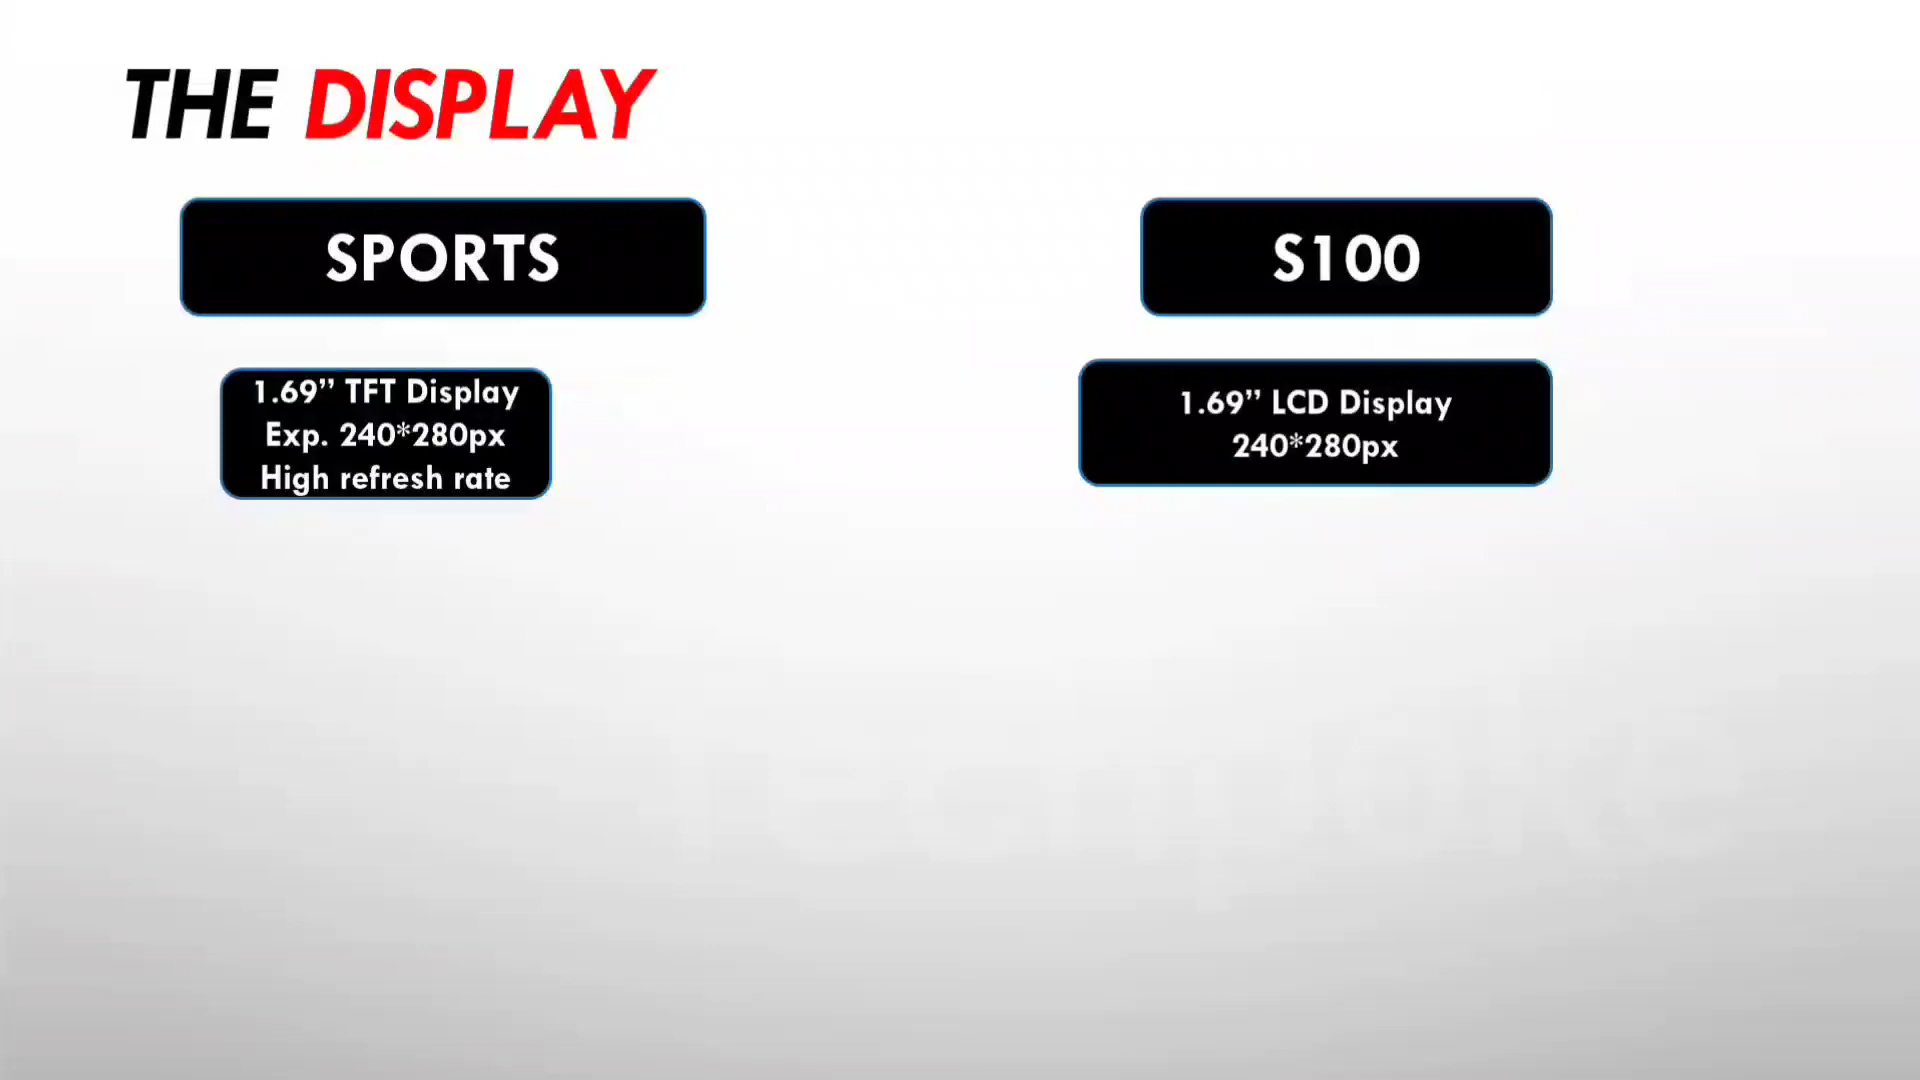 THE DISPLAY
SPORTS
S100
1.69” TFT Display
Exp. 240*280px
High refresh rate
1.69” LCD Display
240*280px